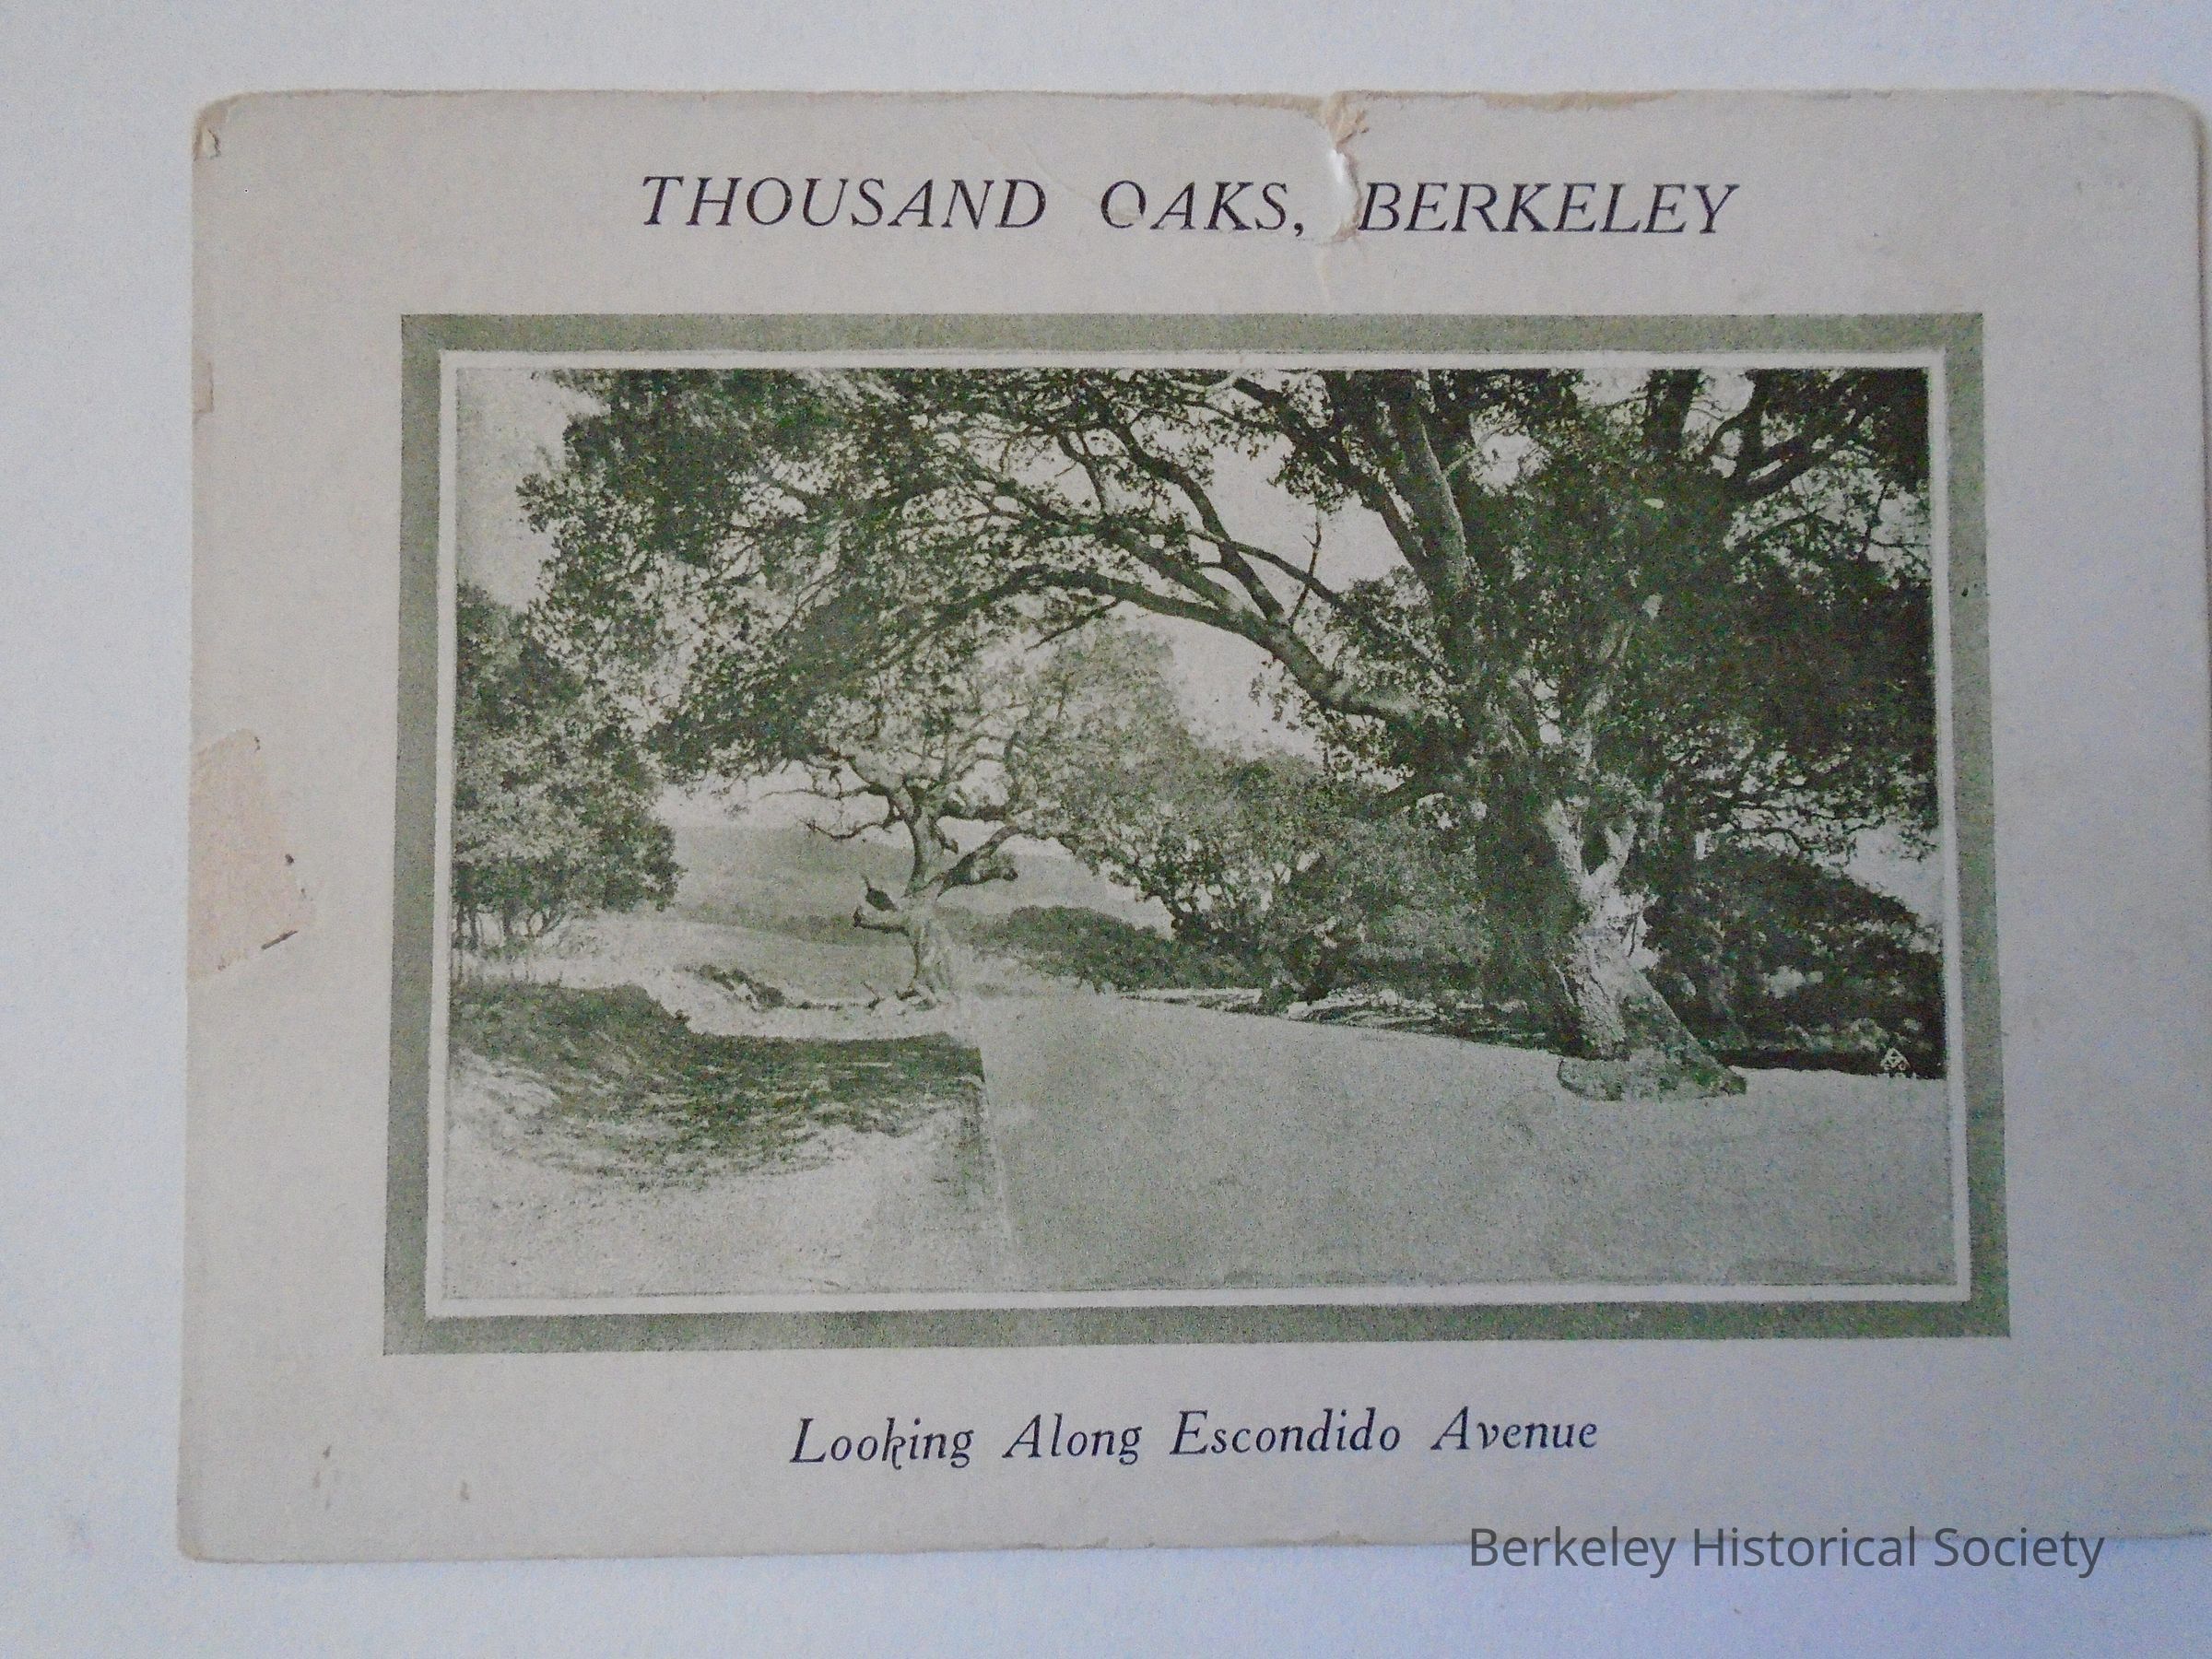 THOUSAND OAKS, BERKELEY
Looking Along Escondido Avenue
Berkeley Historical Society